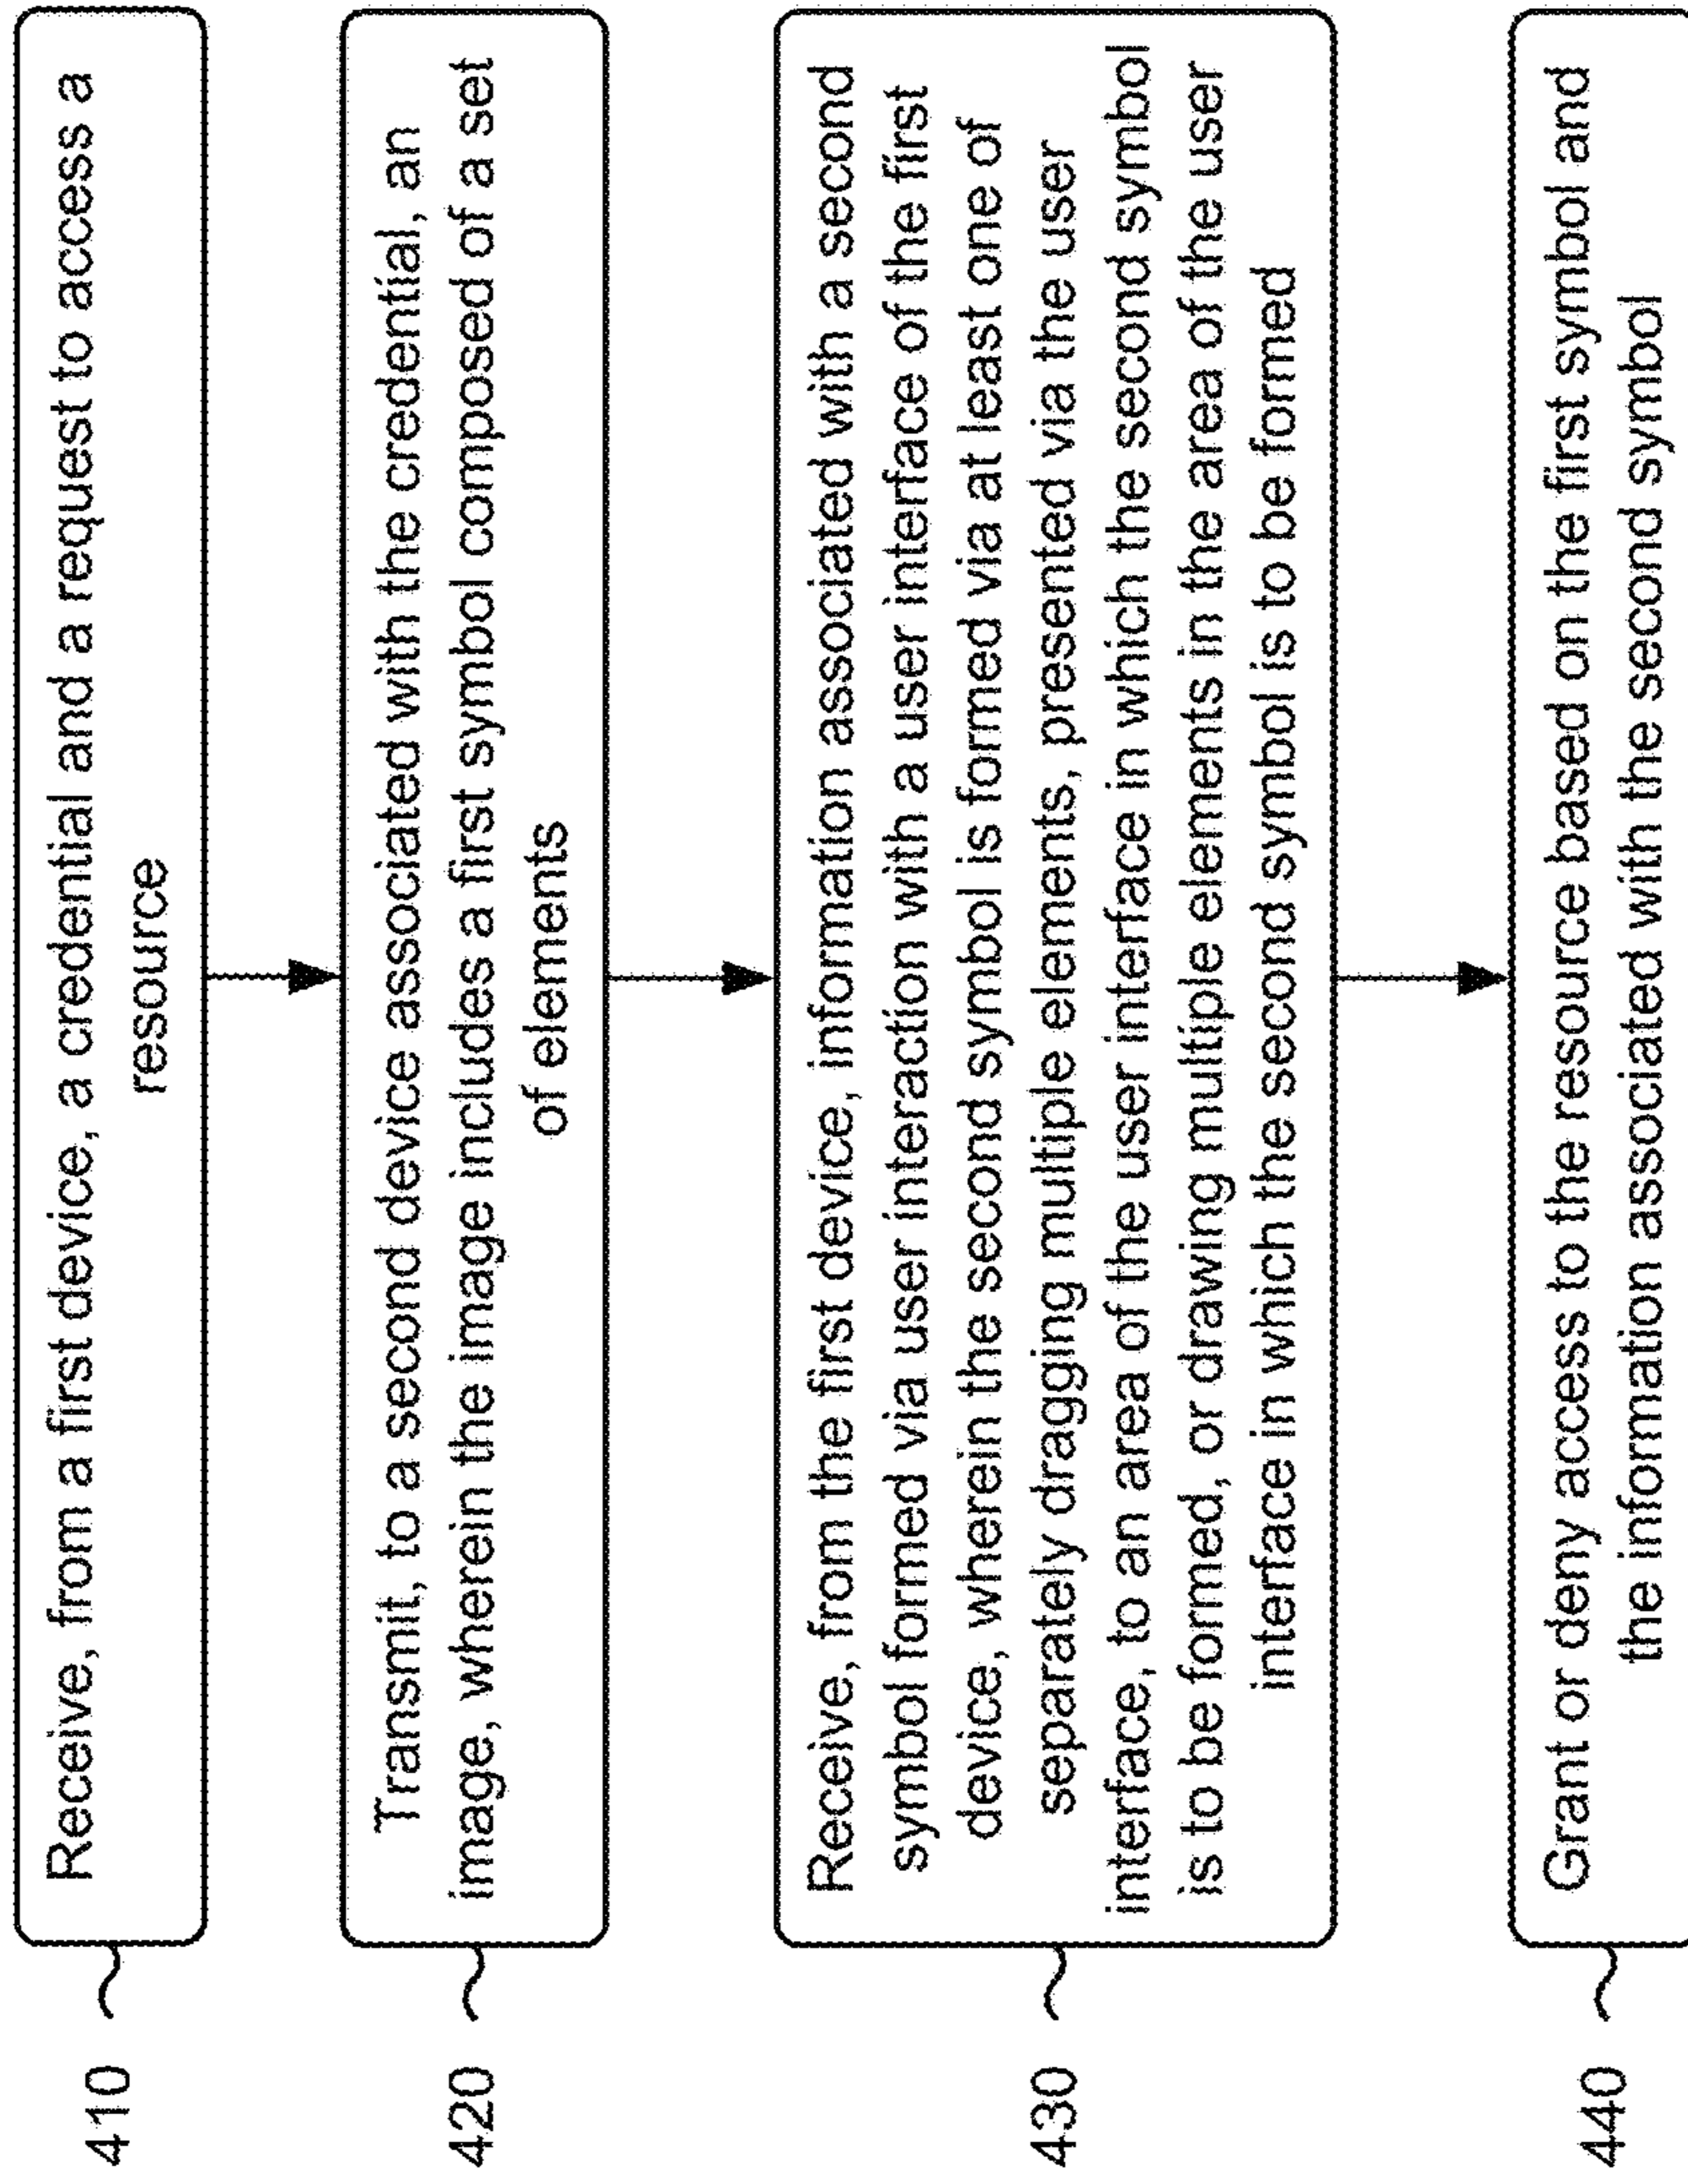 410
Receive, from a first device, a credential and a request to access a
resource
420
Transmit, to a second device associated with the credential, an
image, wherein the image includes a first symbol composed of a set
of elements
430
Receive, from the first device, information associated with a second
symbol formed via user interaction with a user interface of the first
device, wherein the second symbol is formed via at least one of
separately dragging multiple elements, presented via the user
interface, to an area of the user interface in which the second symbol
is to be formed, or drawing multiple elements in the area of the user
interface in which the second symbol is to be formed
440
Grant or deny access to the resource based on the first symbol and
the information associated with the second symbol